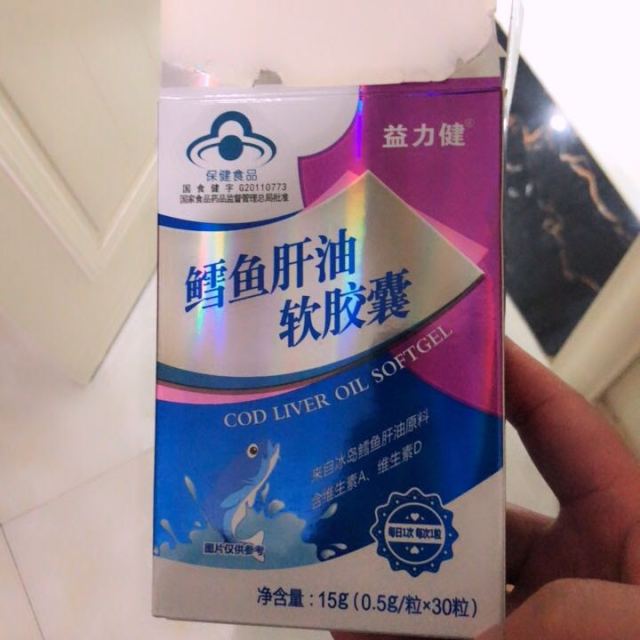 益力健®
保健食品
国食健字 G20110773
国家食品药品监督管理总局批准
鳕鱼肝油
软胶囊
COD LIVER OIL SOFTGEL
来自冰岛鳕鱼肝油原料
含维生素A、维生素D
每日1次 每次1粒
图片仅供参考
净含量：15g(0.5g/粒×30粒)